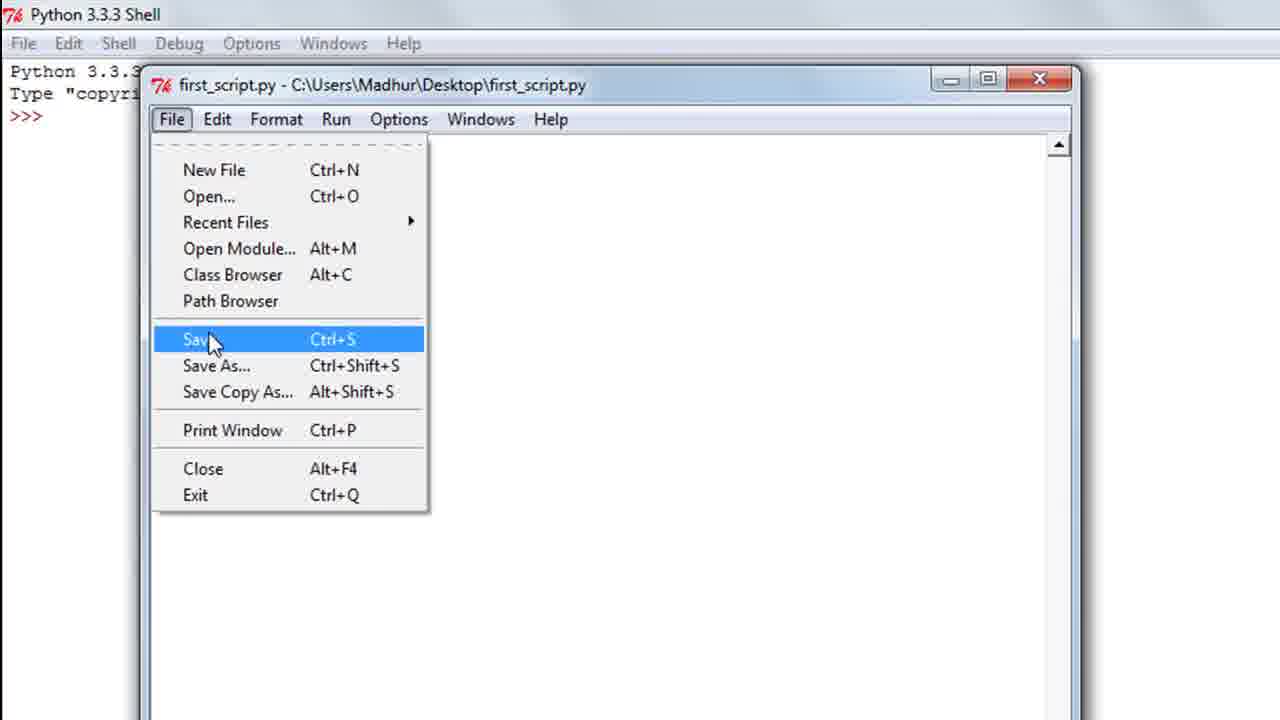 Python 3.3.3 Shell
File Edit Shell Debug Options Windows Help
Python 3.3.3
Type "copyri
>>>
first_script.py - C:\Users\Madhur\Desktop\first_script.py
File Edit Format Run Options Windows Help
New File Ctrl+N
Open... Ctrl+O
Recent Files
Open Module... Alt+M
Class Browser Alt+C
Path Browser
Save Ctrl+S
Save As... Ctrl+Shift+S
Save Copy As... Alt+Shift+S
Print Window Ctrl+P
Close Alt+F4
Exit Ctrl+Q